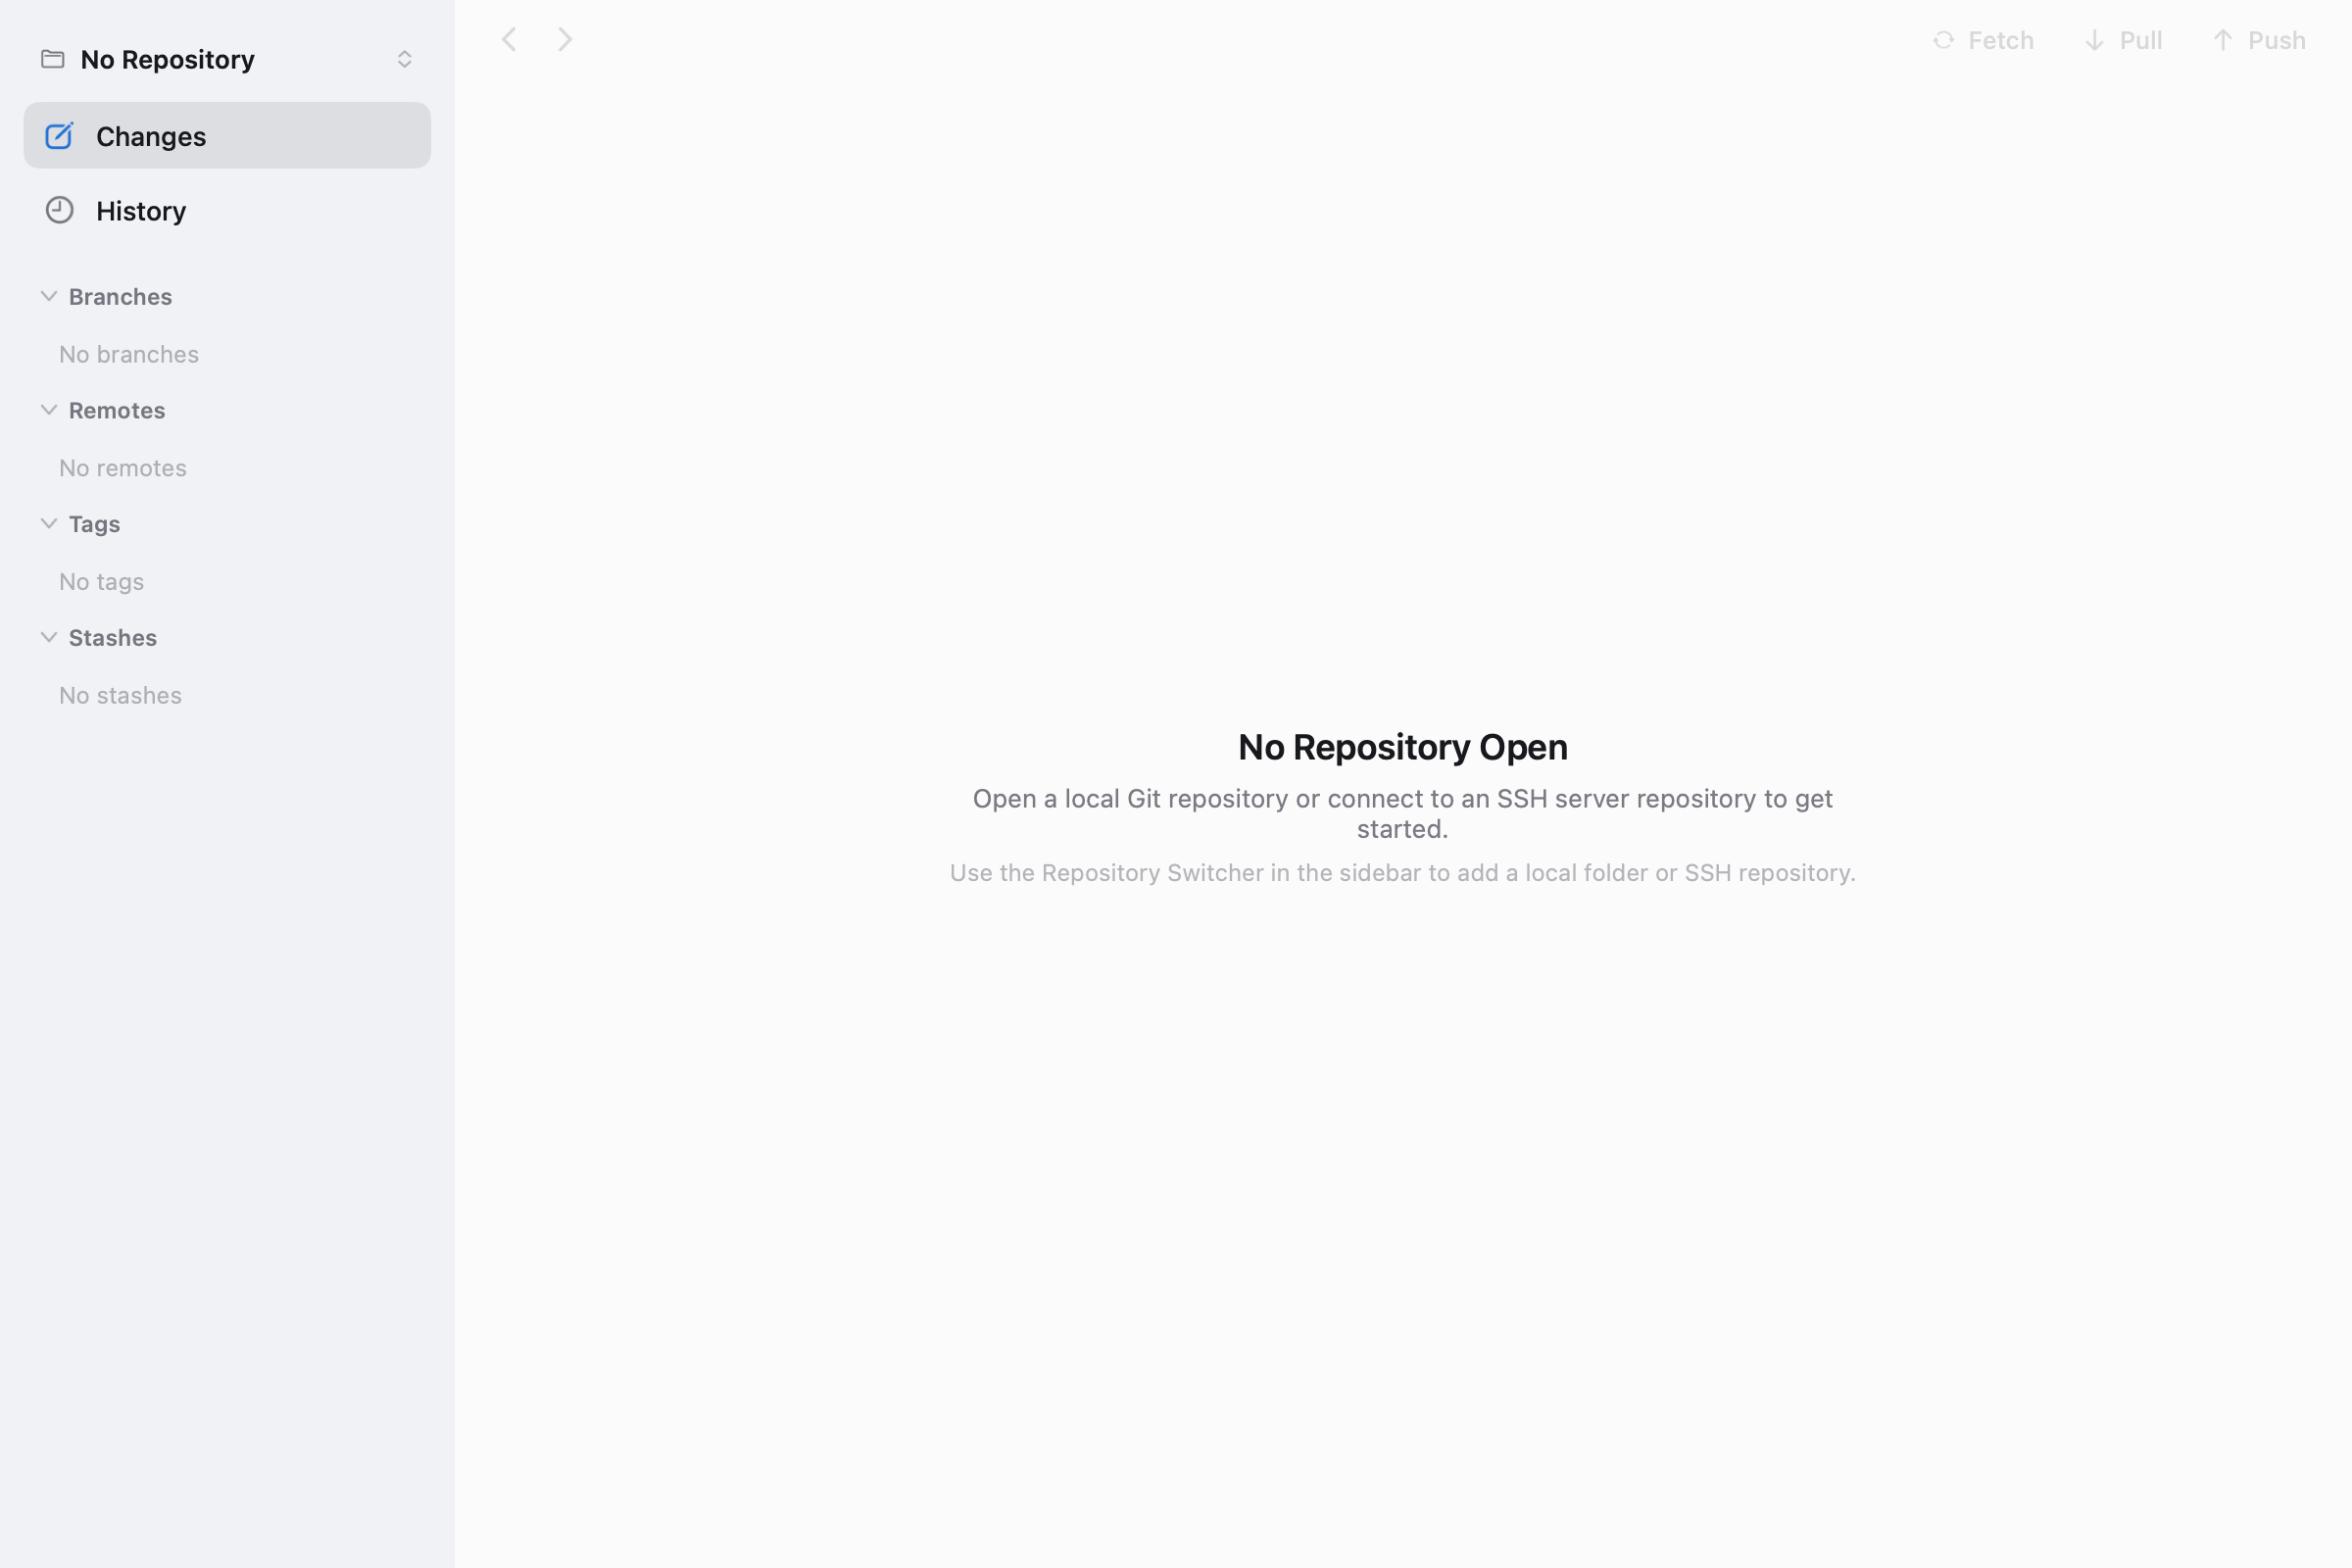 No Repository
Changes
History
Branches
No branches
Remotes
No remotes
Tags
No tags
Stashes
No stashes
Fetch
Pull
Push
No Repository Open
Open a local Git repository or connect to an SSH server repository to get
started.
Use the Repository Switcher in the sidebar to add a local folder or SSH repository.